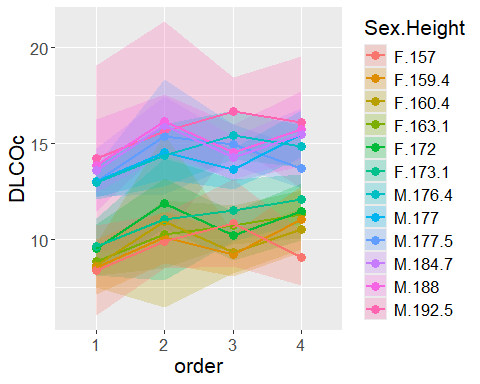 Sex.Height
20
15
10
DLCOc
1 2 3 4
order
F.157
F.159.4
F.160.4
F.163.1
F.172
F.173.1
M.176.4
M.177
M.177.5
M.184.7
M.188
M.192.5